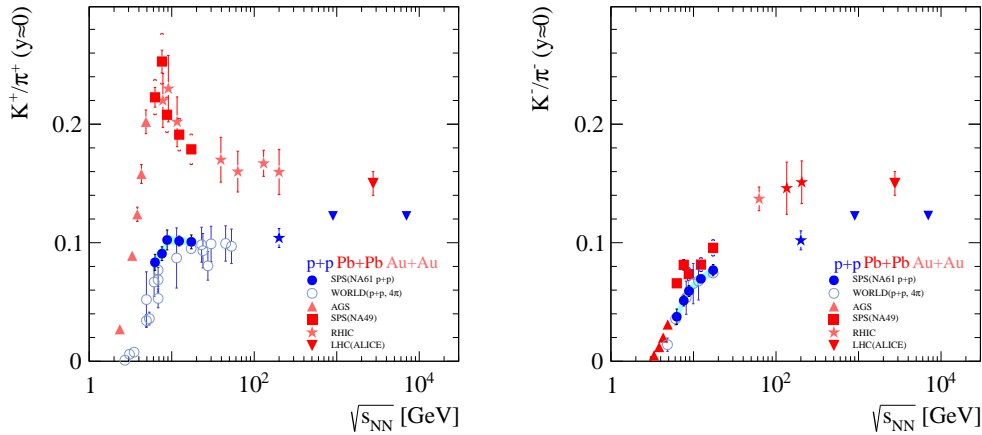 K⁺/π⁺ (y≈0)
0.2
0.1
0
1
10²
10⁴
√s_NN [GeV]
p+p Pb+Pb Au+Au
SPS(NA61 p+p)
WORLD(p+p, 4π)
AGS
SPS(NA49)
RHIC
LHC(ALICE)
K⁻/π⁻ (y≈0)
0.2
0.1
0
1
10²
10⁴
√s_NN [GeV]
p+p Pb+Pb Au+Au
SPS(NA61 p+p)
WORLD(p+p, 4π)
AGS
SPS(NA49)
RHIC
LHC(ALICE)